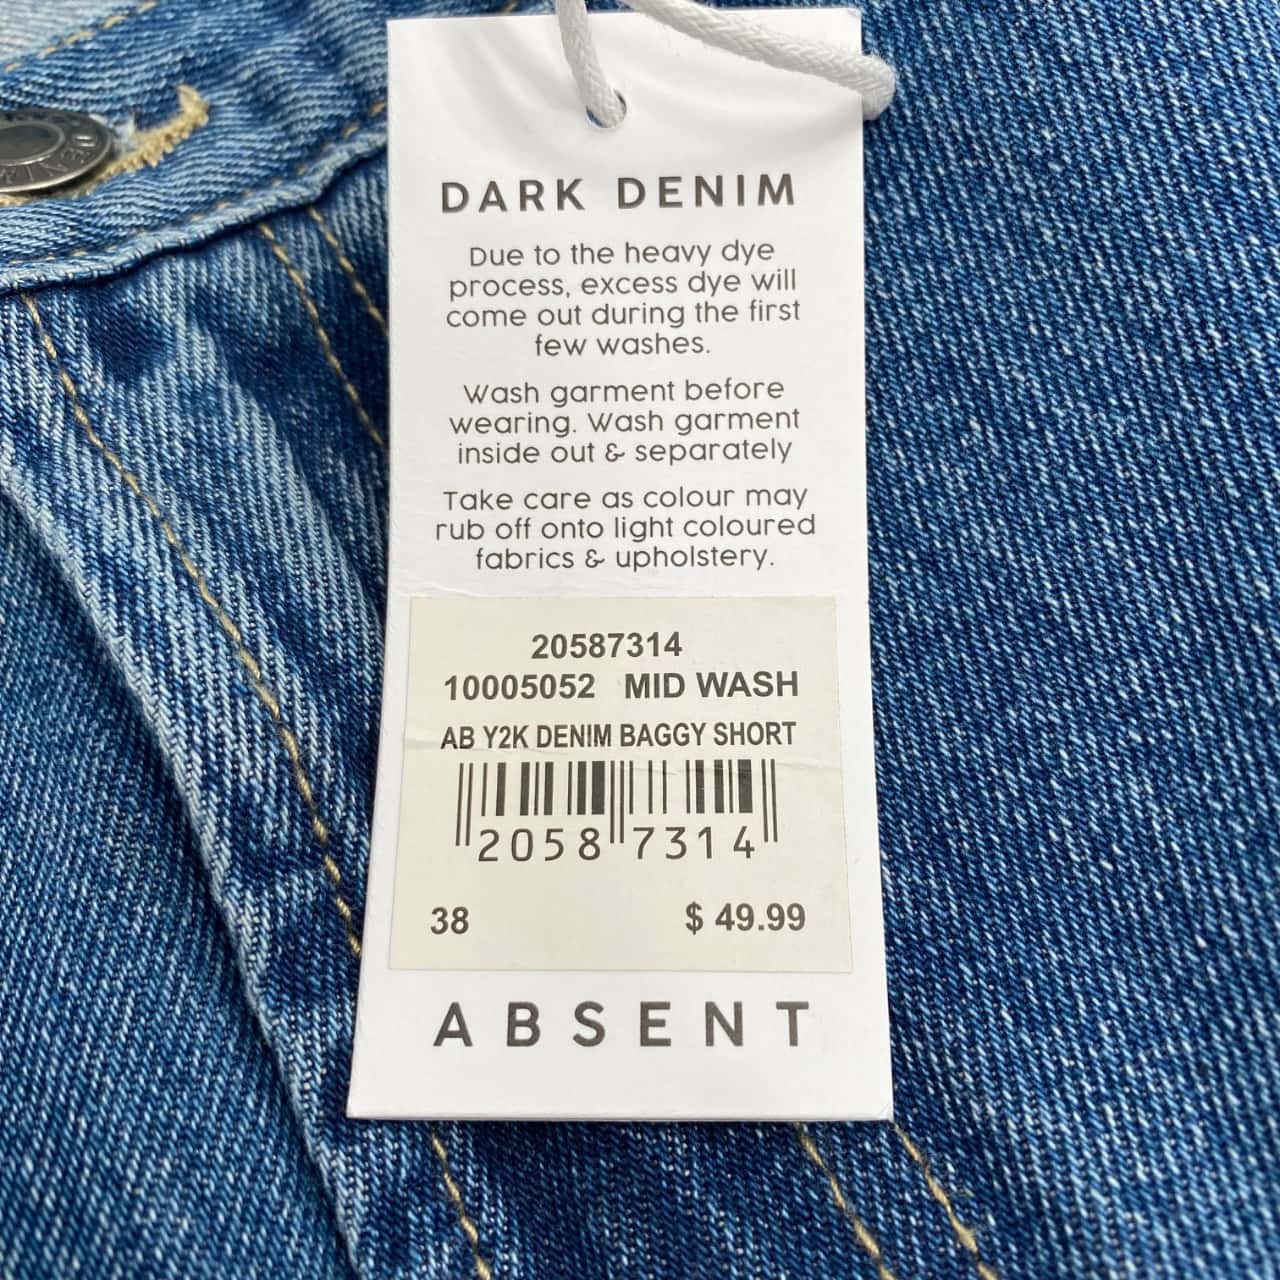 DARK DENIM
Due to the heavy dye
process, excess dye will
come out during the first
few washes.
Wash garment before
wearing. Wash garment
inside out & separately
Take care as colour may
rub off onto light coloured
fabrics & upholstery.
20587314
10005052 MID WASH
AB Y2K DENIM BAGGY SHORT
2058 7314
38 $ 49.99
ABSENT